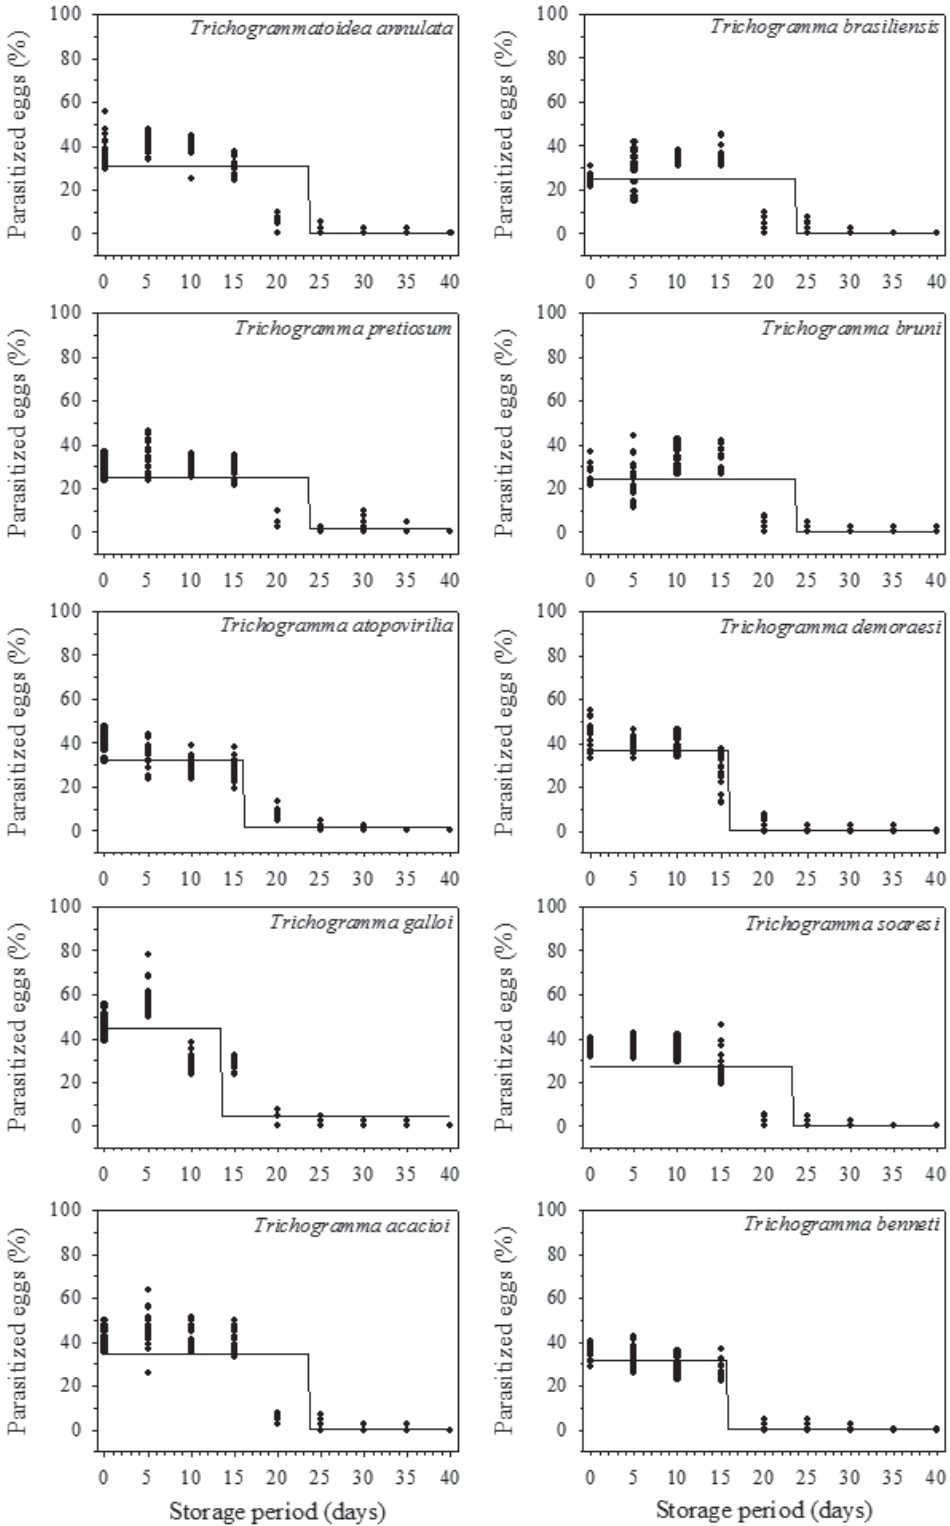 Trichogrammatoidea annulata
Parasitized eggs (%)
100
80
60
40
20
0
0 5 10 15 20 25 30 35 40
Trichogramma brasiliensis
Parasitized eggs (%)
100
80
60
40
20
0
0 5 10 15 20 25 30 35 40
Trichogramma pretiosum
Parasitized eggs (%)
100
80
60
40
20
0
0 5 10 15 20 25 30 35 40
Trichogramma bruni
Parasitized eggs (%)
100
80
60
40
20
0
0 5 10 15 20 25 30 35 40
Trichogramma atopovirilia
Parasitized eggs (%)
100
80
60
40
20
0
0 5 10 15 20 25 30 35 40
Trichogramma demoraesi
Parasitized eggs (%)
100
80
60
40
20
0
0 5 10 15 20 25 30 35 40
Trichogramma galloi
Parasitized eggs (%)
100
80
60
40
20
0
0 5 10 15 20 25 30 35 40
Trichogramma soaresi
Parasitized eggs (%)
100
80
60
40
20
0
0 5 10 15 20 25 30 35 40
Trichogramma acacioi
Parasitized eggs (%)
100
80
60
40
20
0
0 5 10 15 20 25 30 35 40
Storage period (days)
Trichogramma benneti
Parasitized eggs (%)
100
80
60
40
20
0
0 5 10 15 20 25 30 35 40
Storage period (days)